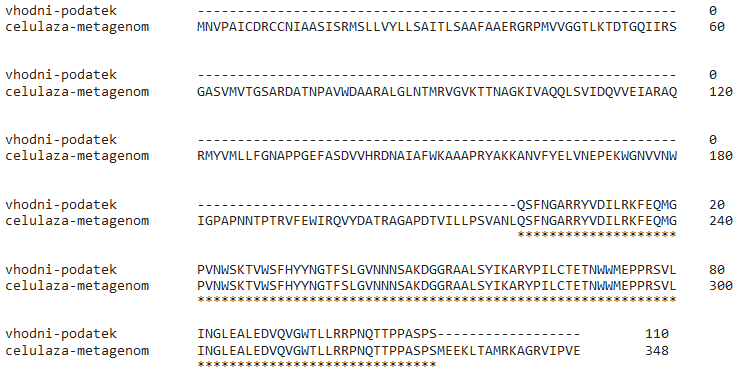 vhodni-podatek ------------------------------------------------------------ 0
celulaza-metagenom MNVPAICDRCCNIAASISRMSLLVYLLSAITLSAAFAAERGRPMVVGGTLKTDTGQIIRS 60
vhodni-podatek ------------------------------------------------------------ 0
celulaza-metagenom GASVMVTGSARDATNPAVWDAARALGLNTMRVGVKTTNAGKIVAQQLSVIDQVVEIARAQ 120
vhodni-podatek ------------------------------------------------------------ 0
celulaza-metagenom RMYVMLLFGNAPPGEFASDVVHRDNAIAFWKAAAPRYAKKANVFYELVNEPEKWGNVVNW 180
vhodni-podatek ----------------------------------------QSFNGARRYVDILRKFEQMG 20
celulaza-metagenom IGPAPNNTPTRVFEWIRQVYDATRAGAPDTVILLPSVANLQSFNGARRYVDILRKFEQMG 240
********************
vhodni-podatek PVNWSKTVWSFHYYNGTFSLGVNNNNSAKDGGRAALSYIKARYPILCTETNWWMEPPRSVL 80
celulaza-metagenom PVNWSKTVWSFHYYNGTFSLGVNNNNSAKDGGRAALSYIKARYPILCTETNWWMEPPRSVL 300
************************************************************
vhodni-podatek INGLEALEDVQVGWTLLRRPNQTTPPASPS------------------ 110
celulaza-metagenom INGLEALEDVQVGWTLLRRPNQTTPPASPSMEEKLTAMRKAGRVIPVE 348
******************************